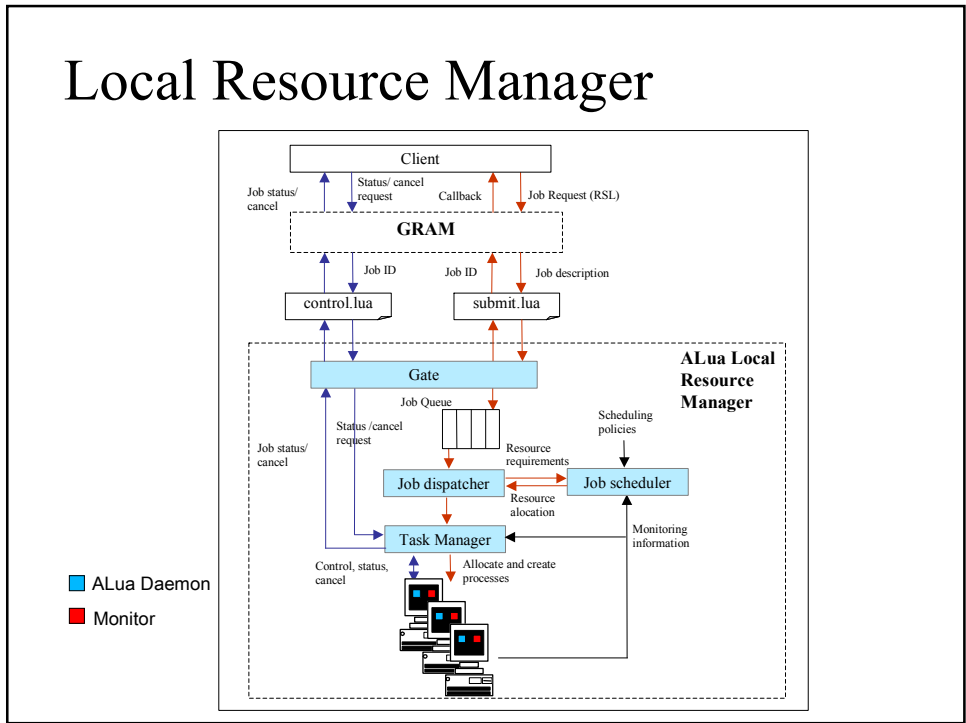 Local Resource Manager
Client
Job status/
cancel
Status/ cancel
request
Callback
Job Request (RSL)
GRAM
Job ID
Job ID
Job description
control.lua
submit.lua
ALua Local
Resource
Manager
Gate
Job Queue
Scheduling
policies
Status /cancel
request
Job status/
cancel
Resource
requirements
Job dispatcher
Job scheduler
Resource
alocation
Monitoring
information
Task Manager
Control, status,
cancel
Allocate and create
processes
ALua Daemon
Monitor